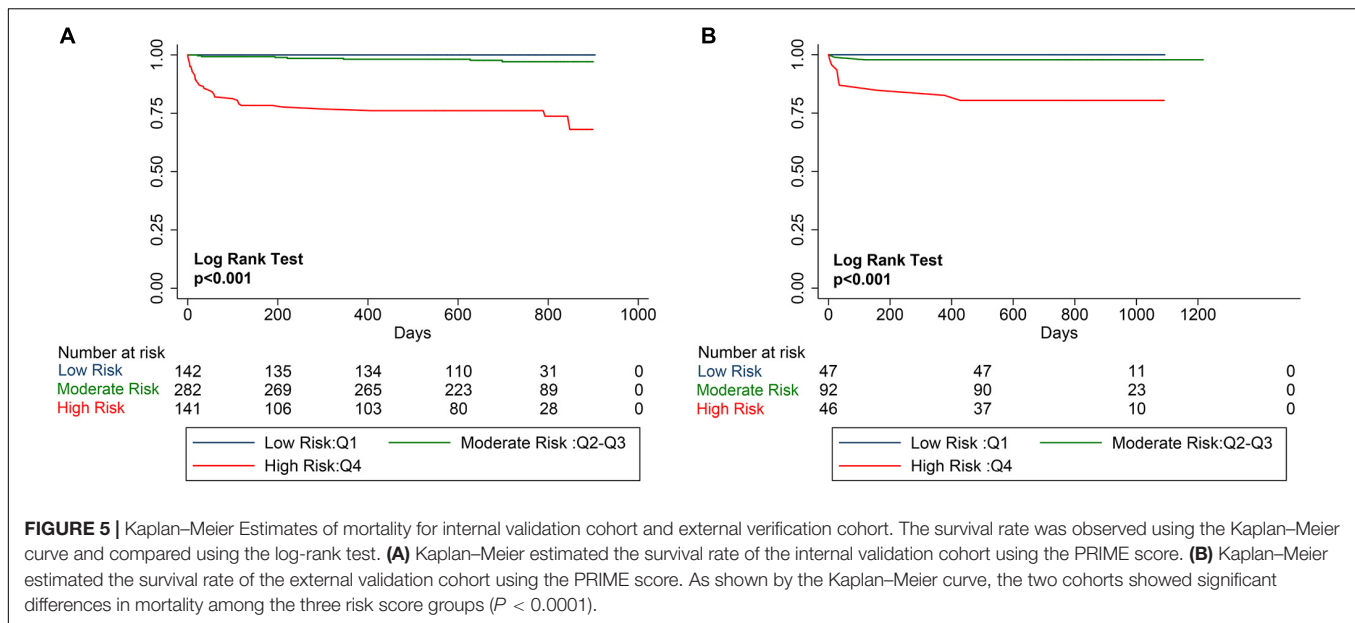 A
1.00
0.75
0.50
0.25
0.00
Log Rank Test
p<0.001
0 200 400 600 800 1000
Days
Number at risk
Low Risk 142 135 134 110 31 0
Moderate Risk 282 269 265 223 89 0
High Risk 141 106 103 80 28 0
Low Risk:Q1 Moderate Risk :Q2-Q3
High Risk:Q4
B
1.00
0.75
0.50
0.25
0.00
Log Rank Test
p<0.001
0 200 400 600 800 1000 1200
Days
Number at risk
Low Risk 47 47 11 0
Moderate Risk 92 90 23 0
High Risk 46 37 10 0
Low Risk :Q1 Moderate Risk:Q2-Q3
High Risk :Q4
FIGURE 5 | Kaplan–Meier Estimates of mortality for internal validation cohort and external verification cohort. The survival rate was observed using the Kaplan–Meier
curve and compared using the log-rank test. (A) Kaplan–Meier estimated the survival rate of the internal validation cohort using the PRIME score. (B) Kaplan–Meier
estimated the survival rate of the external validation cohort using the PRIME score. As shown by the Kaplan–Meier curve, the two cohorts showed significant
differences in mortality among the three risk score groups (P < 0.0001).